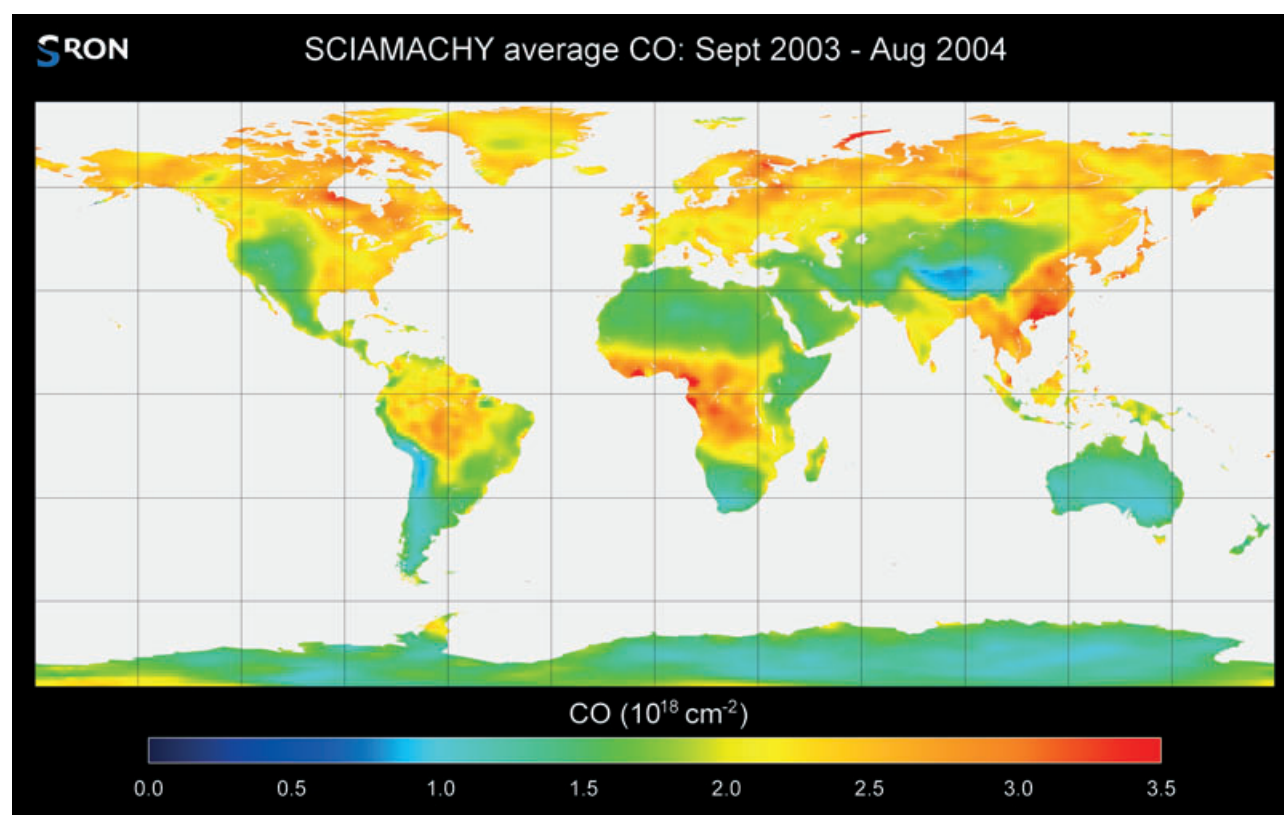 SRON
SCIAMACHY average CO: Sept 2003 - Aug 2004
CO (10¹⁸ cm⁻²)
0.0 0.5 1.0 1.5 2.0 2.5 3.0 3.5